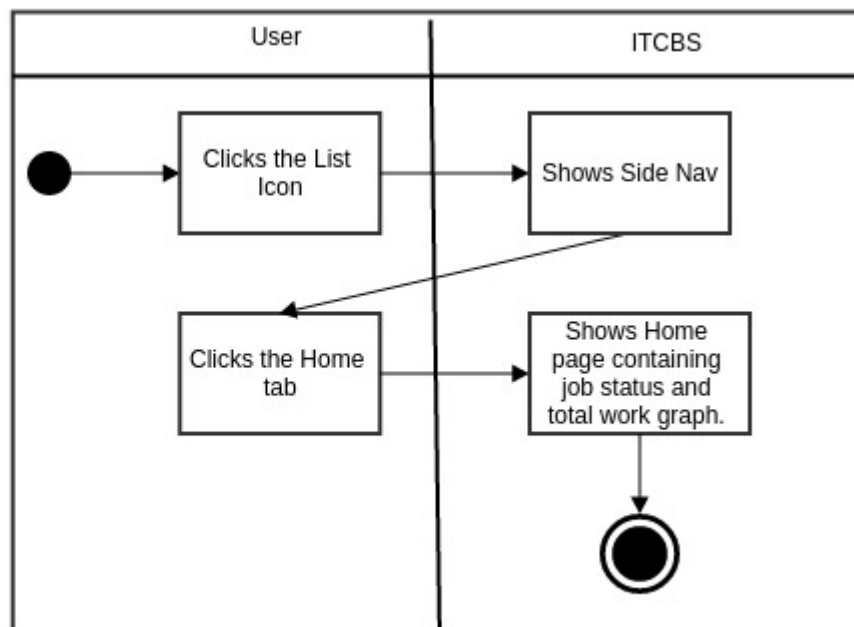 User
ITCBS
Clicks the List
Icon
Shows Side Nav
Clicks the Home
tab
Shows Home
page containing
job status and
total work graph.